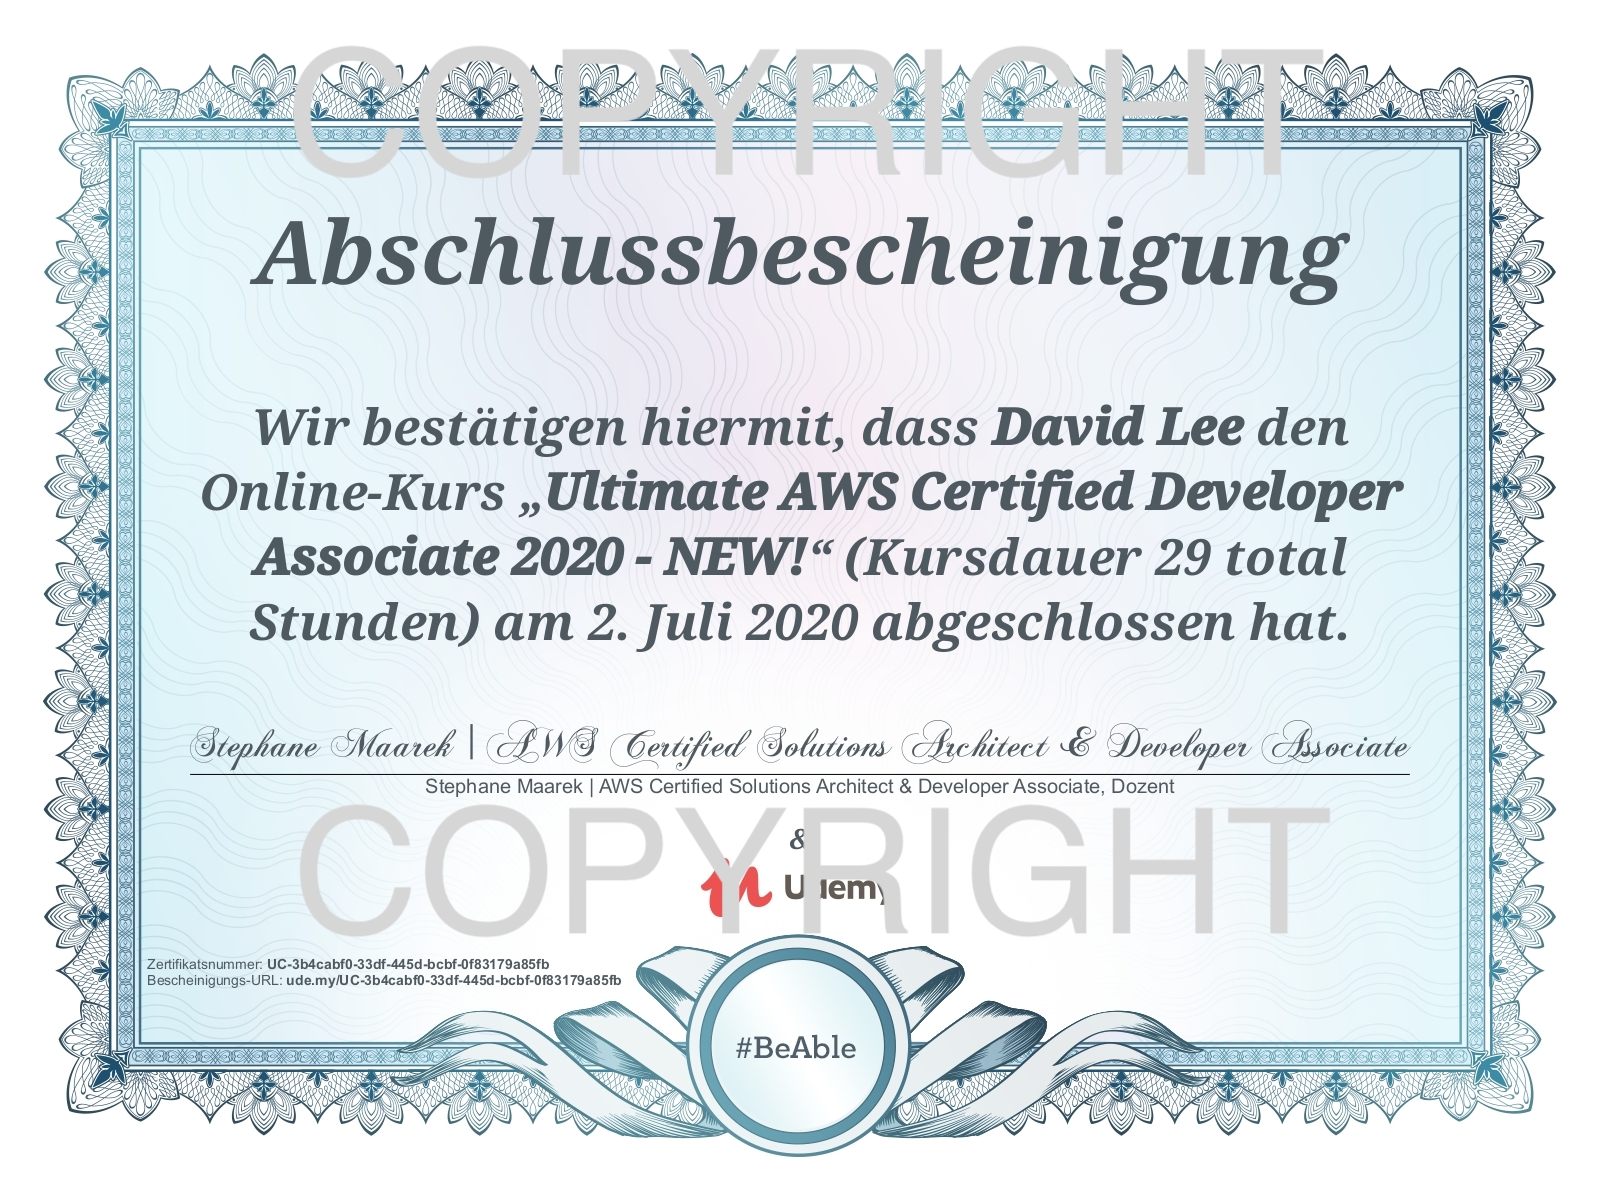 COPYRIGHT
Abschlussbescheinigung
Wir bestätigen hiermit, dass David Lee den
Online-Kurs „Ultimate AWS Certified Developer
Associate 2020 - NEW!“ (Kursdauer 29 total
Stunden) am 2. Juli 2020 abgeschlossen hat.
Stephane Maarek | AWS Certified Solutions Architect & Developer Associate
Stephane Maarek | AWS Certified Solutions Architect & Developer Associate, Dozent
COPYRIGHT
&
Udemy
Zertifikatsnummer: UC-3b4cabf0-33df-445d-bcbf-0f83179a85fb
Bescheinigungs-URL: ude.my/UC-3b4cabf0-33df-445d-bcbf-0f83179a85fb
#BeAble